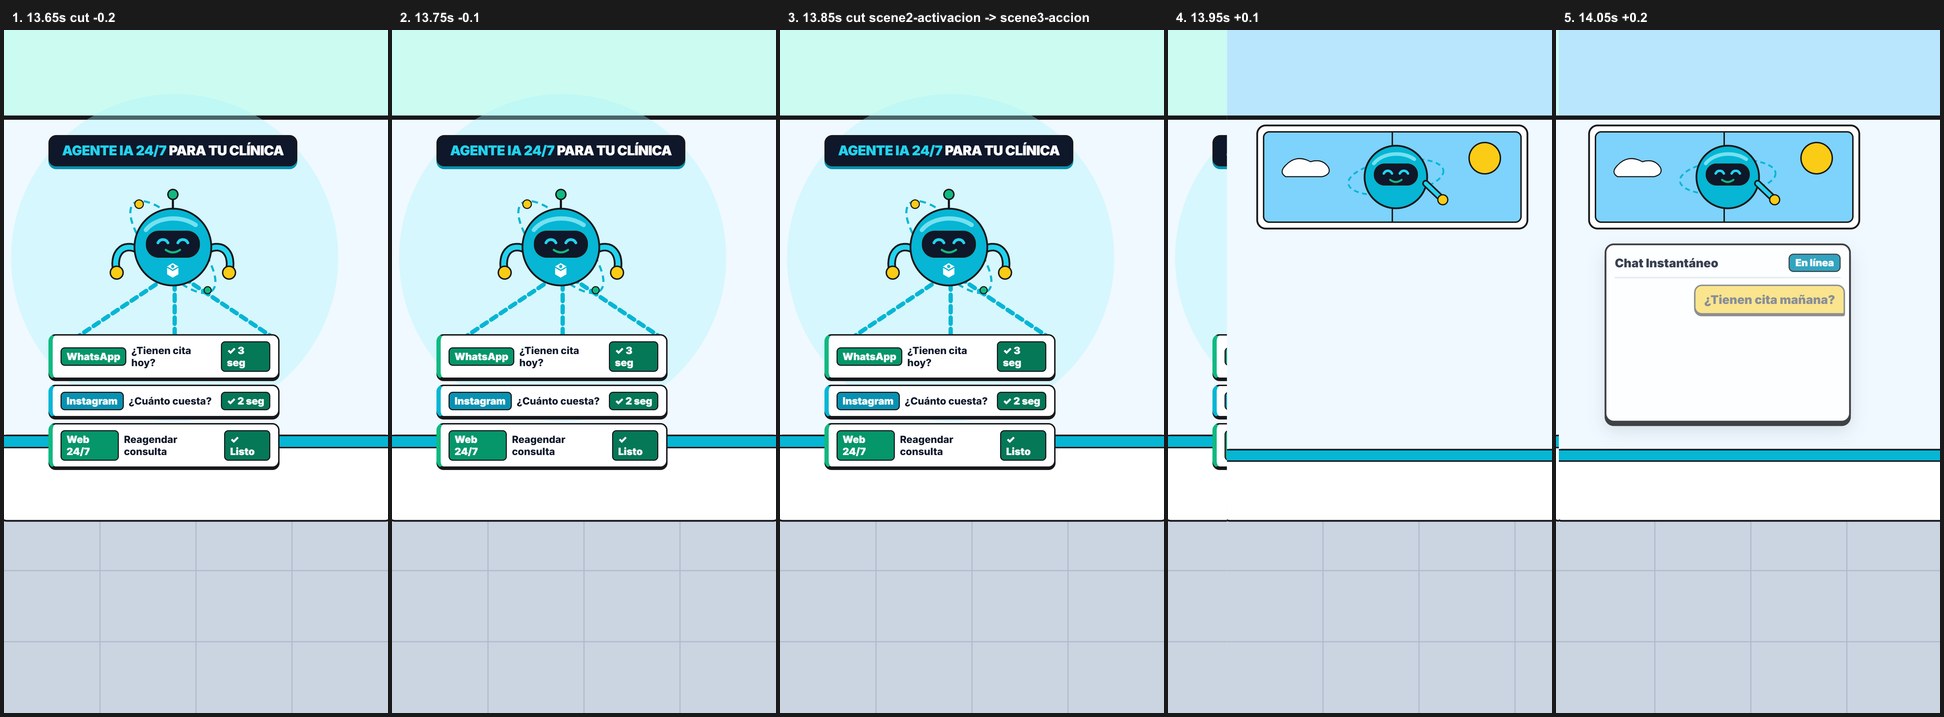 1. 13.65s cut -0.2
AGENTE IA 24/7 PARA TU CLÍNICA
WhatsApp
¿Tienen cita
hoy?
✓ 3
seg
Instagram
¿Cuánto cuesta?
✓ 2 seg
Web
24/7
Reagendar
consulta
✓
Listo
2. 13.75s -0.1
AGENTE IA 24/7 PARA TU CLÍNICA
WhatsApp
¿Tienen cita
hoy?
✓ 3
seg
Instagram
¿Cuánto cuesta?
✓ 2 seg
Web
24/7
Reagendar
consulta
✓
Listo
3. 13.85s cut scene2-activacion -> scene3-accion
AGENTE IA 24/7 PARA TU CLÍNICA
WhatsApp
¿Tienen cita
hoy?
✓ 3
seg
Instagram
¿Cuánto cuesta?
✓ 2 seg
Web
24/7
Reagendar
consulta
✓
Listo
4. 13.95s +0.1
5. 14.05s +0.2
Chat Instantáneo
En línea
¿Tienen cita mañana?